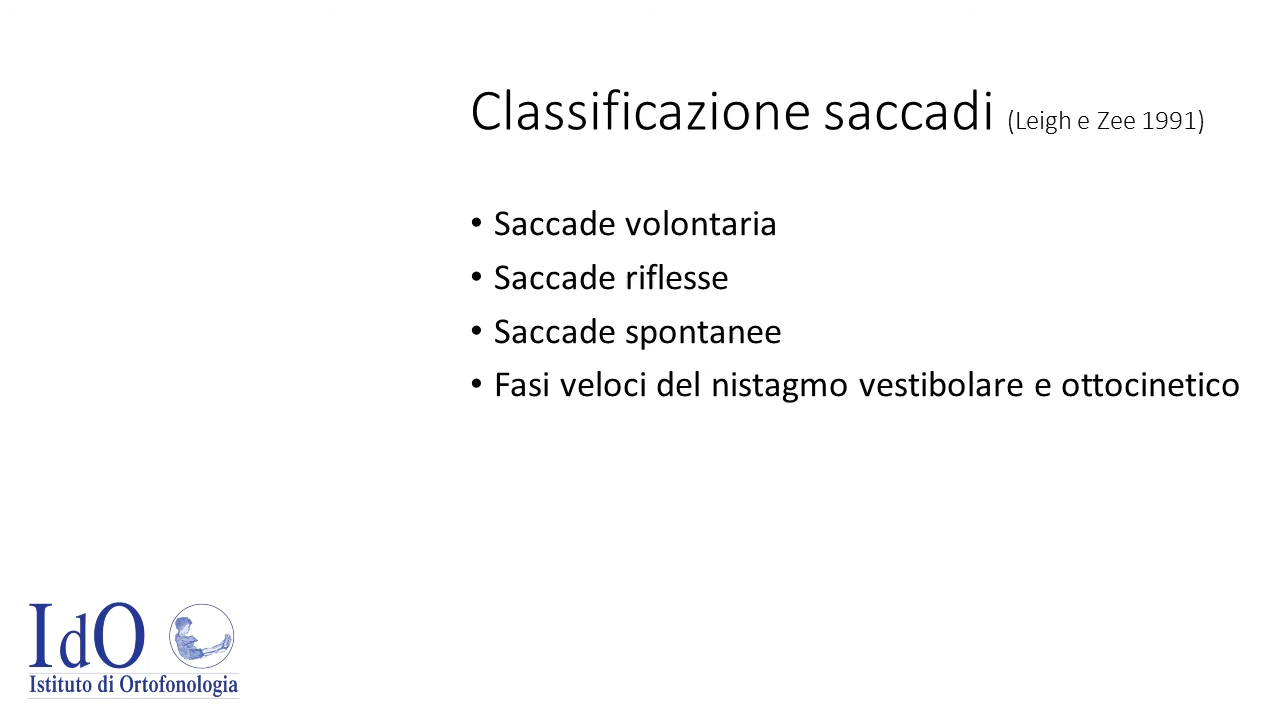 Classificazione saccadi (Leigh e Zee 1991)
• Saccade volontaria
• Saccade riflesse
• Saccade spontanee
• Fasi veloci del nistagmo vestibolare e ottocinetico
IdO
Istituto di Ortofonologia